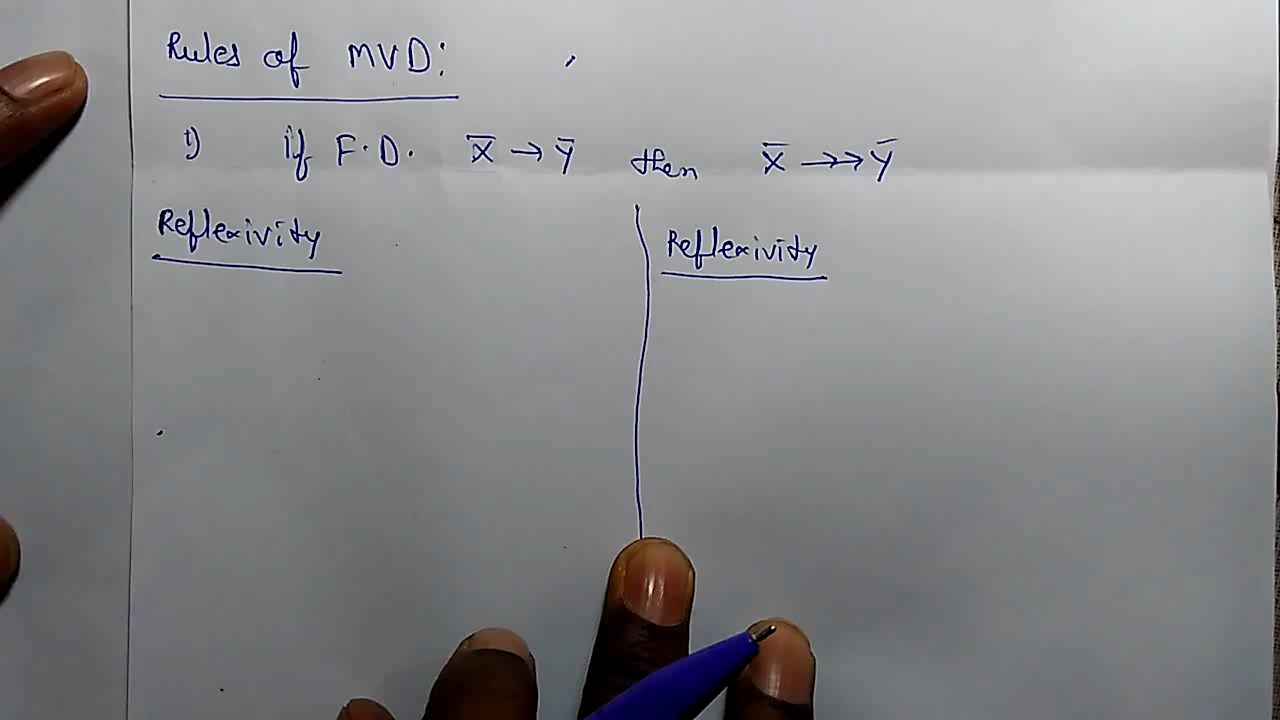 Rules of MVD:
1) if F.D. X̅ → Y̅ then X̅ →→ Y̅
Reflexivity
Reflexivity